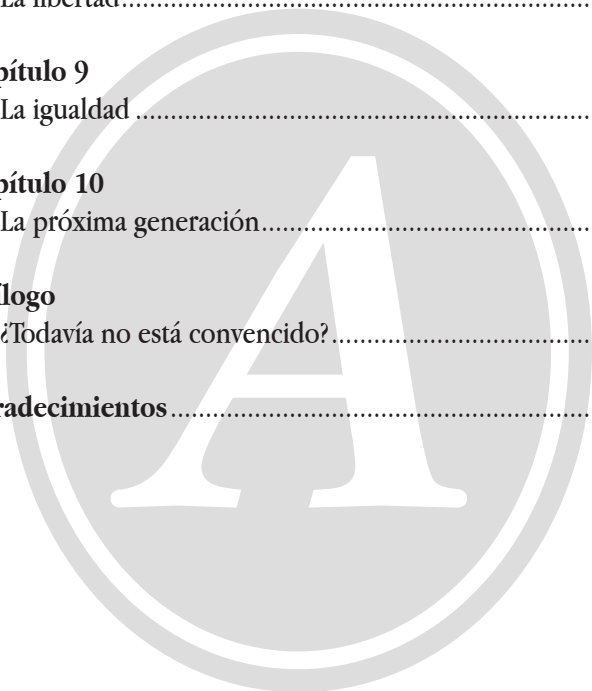 La libertad................................................................
pítulo 9
La igualdad................................................................
pítulo 10
La próxima generación..............................................
logo
¿Todavía no está convencido?...................................
radecimientos..........................................................
A